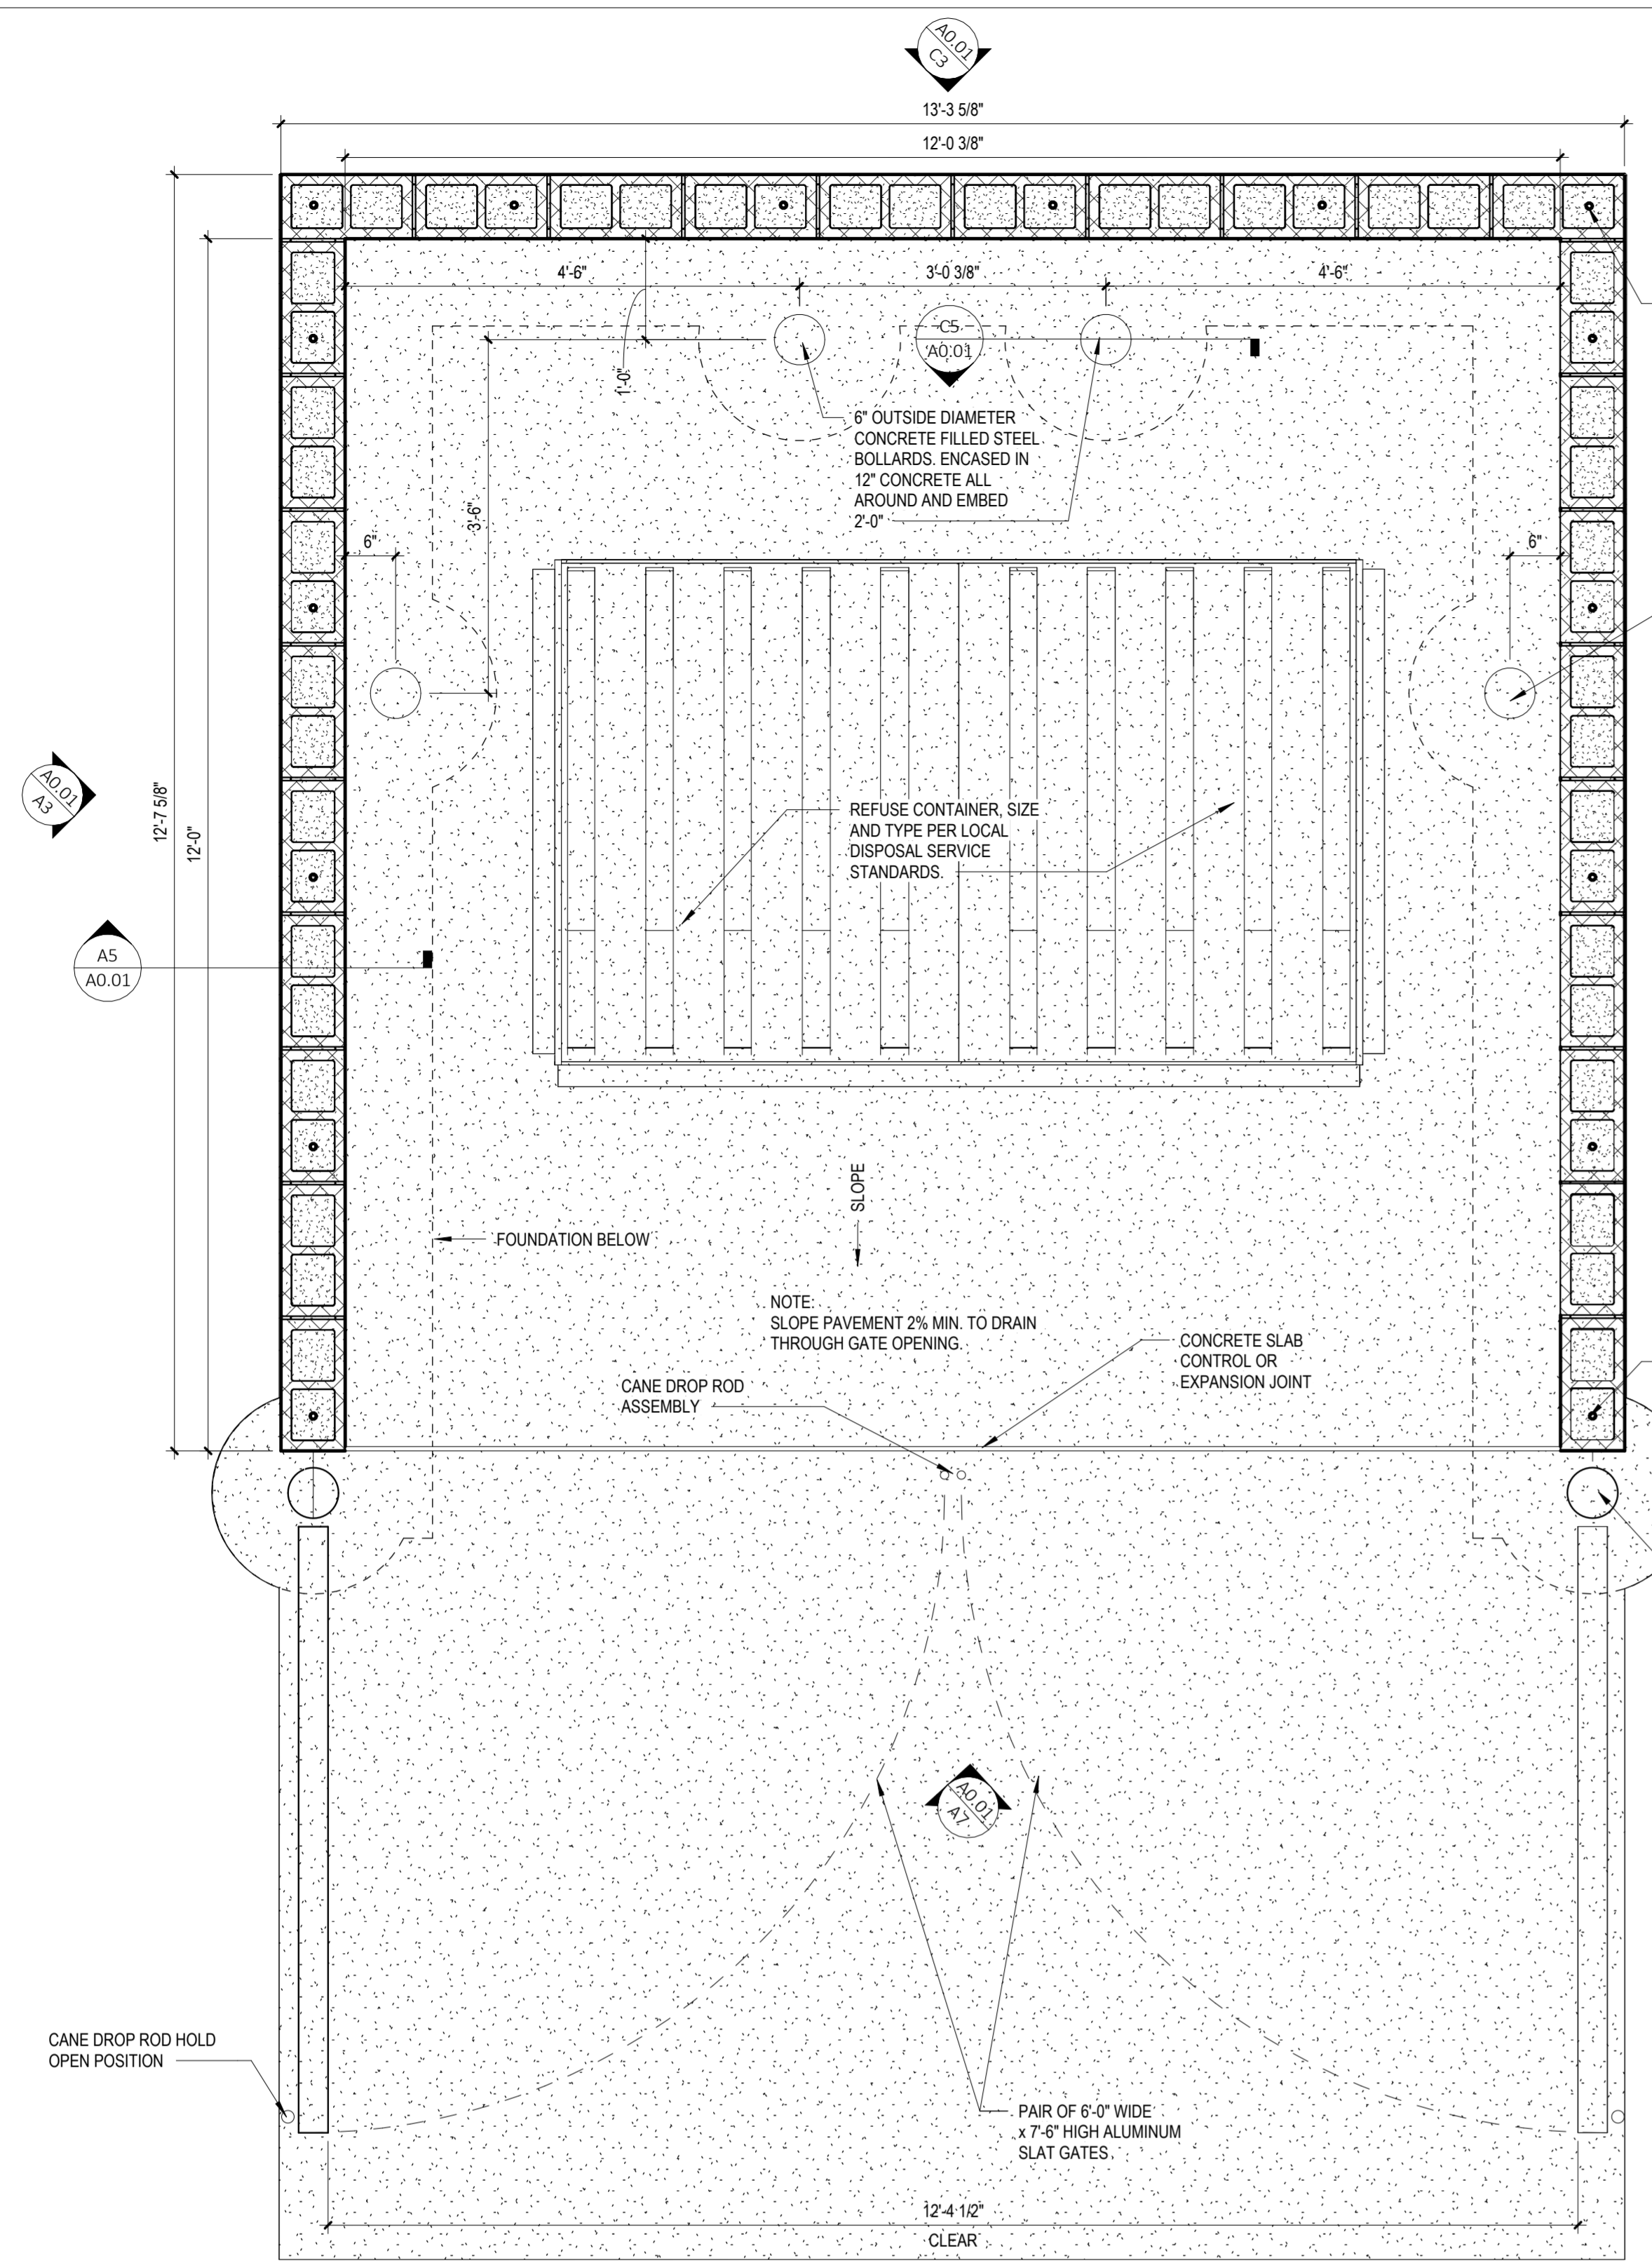 A0.01
C3
13'-3 5/8"
12'-0 3/8"
4'-6"
3'-0 3/8"
4'-6"
C5
A0.01
1'-0"
6" OUTSIDE DIAMETER
CONCRETE FILLED STEEL
BOLLARDS. ENCASED IN
12" CONCRETE ALL
AROUND AND EMBED
2'-0"
3'-6"
6"
6"
A0.01
A3
12'-7 5/8"
12'-0"
REFUSE CONTAINER, SIZE
AND TYPE PER LOCAL
DISPOSAL SERVICE
STANDARDS.
A5
A0.01
SLOPE
FOUNDATION BELOW
NOTE:
SLOPE PAVEMENT 2% MIN. TO DRAIN
THROUGH GATE OPENING.
CONCRETE SLAB
CONTROL OR
EXPANSION JOINT
CANE DROP ROD
ASSEMBLY
A0.01
A7
CANE DROP ROD HOLD
OPEN POSITION
PAIR OF 6'-0" WIDE
x 7'-6" HIGH ALUMINUM
SLAT GATES
12'-4 1/2"
CLEAR